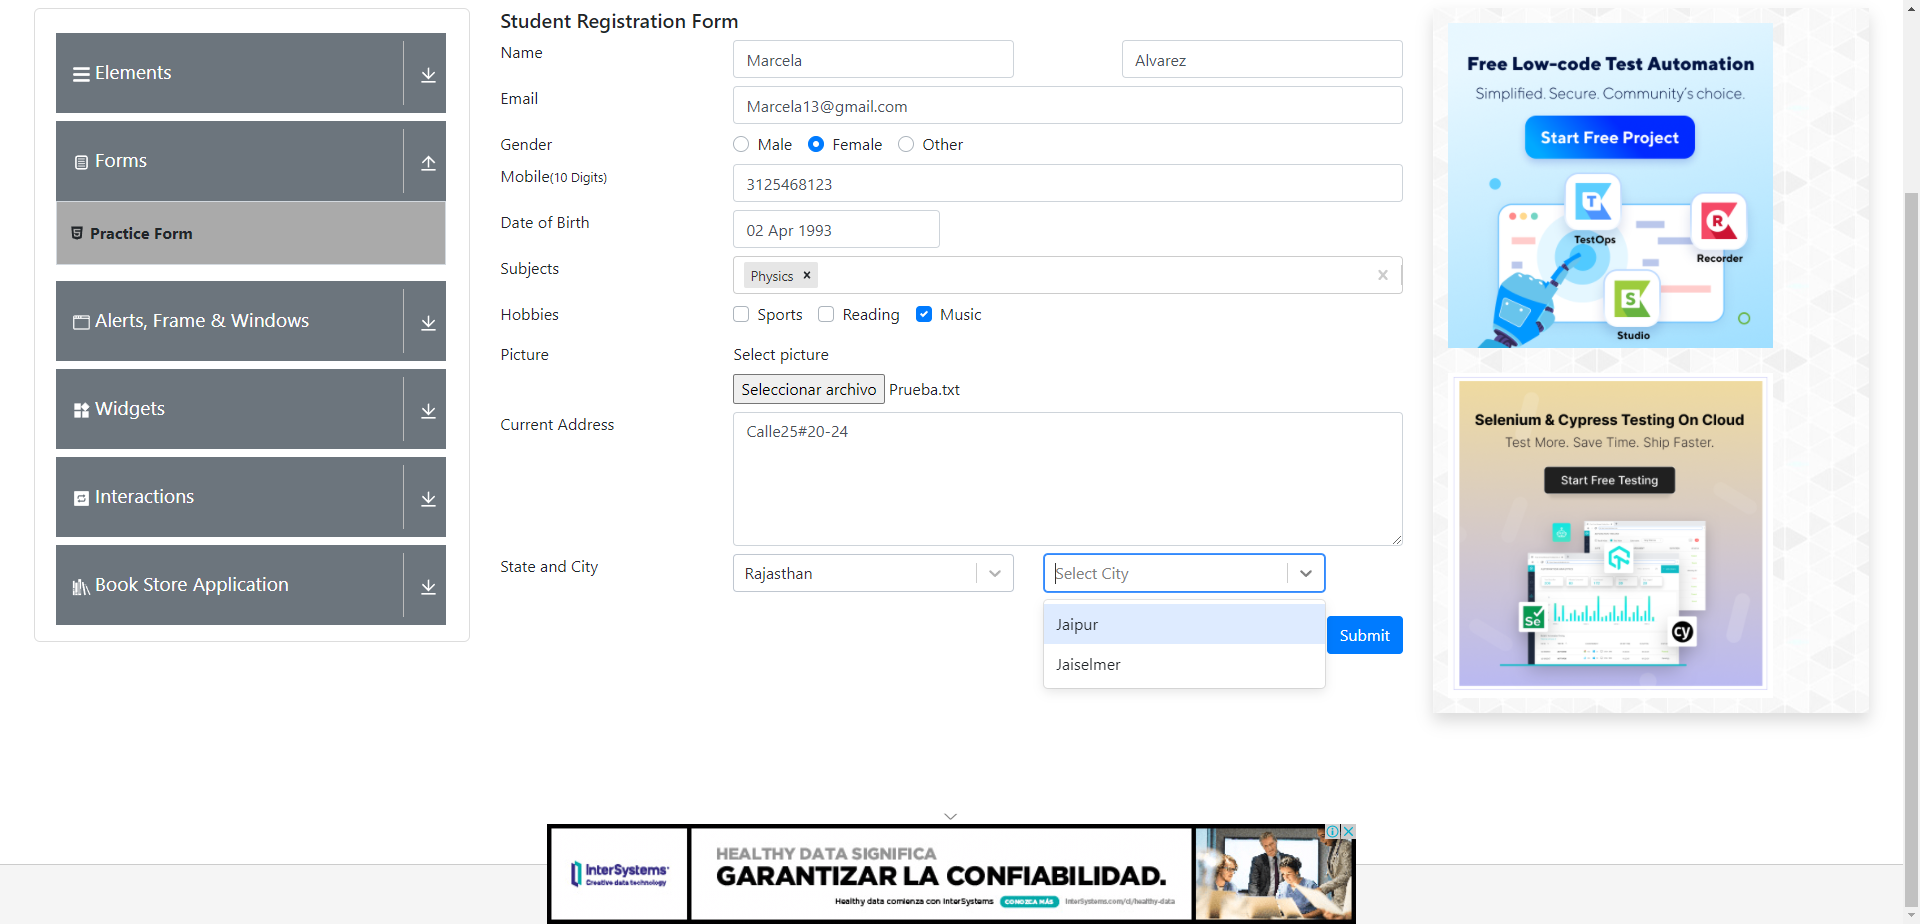 Elements
Forms
Practice Form
Alerts, Frame & Windows
Widgets
Interactions
Book Store Application
Student Registration Form
Name
Marcela
Alvarez
Email
Marcela13@gmail.com
Gender
Male
Female
Other
Mobile(10 Digits)
3125468123
Date of Birth
02 Apr 1993
Subjects
Physics
Hobbies
Sports
Reading
Music
Picture
Select picture
Seleccionar archivo
Prueba.txt
Current Address
Calle25#20-24
State and City
Rajasthan
Select City
Jaipur
Jaiselmer
Submit
Free Low-code Test Automation
Simplified. Secure. Community's choice.
Start Free Project
TestOps
Recorder
Studio
Selenium & Cypress Testing On Cloud
Test More. Save Time. Ship Faster.
Start Free Testing
Se
cy
InterSystems
Creative data technology
HEALTHY DATA SIGNIFICA
GARANTIZAR LA CONFIABILIDAD.
Healthy data comienza con InterSystems
CONOZCA MÁS
InterSystems.com/cl/healthy-data